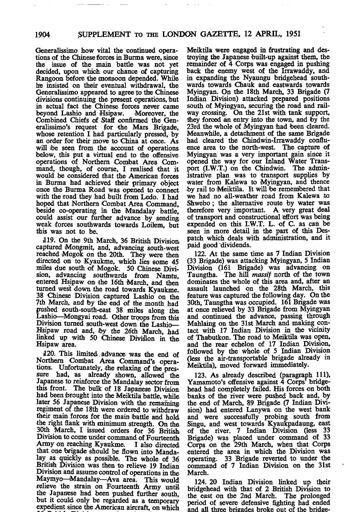 1904 SUPPLEMENT TO THE LONDON GAZETTE, 12 APRIL, 1951
Generalissimo how vital the continued opera-
tions of the Chinese forces in Burma were, since
the issue of the main battle was not yet
decided, upon which our chance of capturing
Rangoon before the monsoon depended. While
he insisted on their eventual withdrawal, the
Generalissimo appeared to agree to the Chinese
divisions continuing the present operations, but
in actual fact the Chinese forces never came
beyond Lashio and Hsipaw. Moreover, the
Combined Chiefs of Staff confirmed the Gen-
eralissimo's request for the Mars Brigade,
whose retention I had particularly pressed, by
an order for their move to China at once. As
will be seen from the account of operations
below, this put a virtual end to the offensive
operations of Northern Combat Area Com-
mand, though, of course, I realised that it
would be considered that the American forces
in Burma had achieved their primary object
once the Burma Road was opened to connect
with the road they had built from Ledo. I had
hoped that Northern Combat Area Command,
beside co-operating in the Mandalay battle,
could assist our further advance by sending
weak forces southwards towards Loilem, but
this was not to be.
119. On the 9th March, 36 British Division
captured Mongmit, and, advancing south-west
reached Mogok on the 20th. They were then
directed on to Kyaukme, which lies some 45
miles due south of Mogok. 50 Chinese Divi-
sion, advancing southwards from Namtu,
entered Hsipaw on the 16th March, and then
turned west down the road towards Kyaukme.
38 Chinese Division captured Lashio on the
7th March, and by the end of the month had
pushed south-south-east 38 miles along the
Lashio—Mongyai road. Other troops from this
Division turned south-west down the Lashio—
Hsipaw road and, by the 26th March, had
linked up with 50 Chinese Division in the
Hsipaw area.
120. This limited advance was the end of
Northern Combat Area Command's opera-
tions. Unfortunately, the relaxing of the pres-
sure had, as already shown, allowed the
Japanese to reinforce the Mandalay sector from
this front. The bulk of 18 Japanese Division
had been brought into the Meiktila battle, while
later 56 Japanese Division with the remaining
regiment of the 18th were ordered to withdraw
their main forces for the main battle and hold
the right flank with minimum strength. On the
30th March, I issued orders for 36 British
Division to come under command of Fourteenth
Army on reaching Kyaukme. I also directed
that one brigade should be flown into Manda-
lay as quickly as possible. The whole of 36
British Division was then to relieve 19 Indian
Division and assume control of operations in the
Maymyo—Mandalay—Ava area. This would
relieve the strain on Fourteenth Army until
the Japanese had been pushed further south,
but it could only be regarded as a temporary
expedient since the American aircraft, on which
Meiktila were engaged in frustrating and des-
troying the Japanese built-up against them, the
remainder of 4 Corps was engaged in pushing
back the enemy west of the Irrawaddy, and
in expanding the Nyaungu bridgehead south-
wards towards Chauk and eastwards towards
Myingyan. On the 18th March, 33 Brigade (7
Indian Division) attacked prepared positions
south of Myingyan, securing the road and rail-
way crossing. On the 21st with tank support,
they forced an entry into the town, and by the
23rd the whole of Myingyan had been cleared.
Meanwhile, a detachment of the same Brigade
had cleared the Chindwin-Irrawaddy conflu-
ence area to the north-west. The capture of
Myingyan was a very important gain since it
opened the way for our Inland Water Trans-
port (I.W.T.) on the Chindwin. The admin-
istrative plan was to transport supplies by
water from Kalewa to Myingyan, and thence
by rail to Meiktila. It will be remembered that
we had no all-weather road from Kalewa to
Shwebo; the alternative route by water was
therefore very important. A very great deal
of transport and constructional effort was being
expended on this I.W.T. L. of C. as can be
seen in more detail in the part of this Des-
patch which deals with administration, and it
paid good dividends.
122. At the same time as 7 Indian Division
(33 Brigade) was attacking Myingyan, 5 Indian
Division (161 Brigade) was advancing on
Taungtha. The hill massif north of the town
dominates the whole of this area and, after an
assault launched on the 28th March, this
feature was captured the following day. On the
30th, Taungtha was occupied. 161 Brigade was
at once relieved by 33 Brigade from Myingyan
and continued the advance, passing through
Mahlaing on the 31st March and making con-
tact with 17 Indian Division in the vicinity
of Thabutkon. The road to Meiktila was open,
and the rear echelon of 17 Indian Division,
followed by the whole of 5 Indian Division
(less the air-transportable brigade already in
Meiktila), moved forward immediately.
123. As already described (paragraph 111),
Yamamoto's offensive against 4 Corps' bridge-
head had completely failed. His forces on both
banks of the river were pushed back and, by
the end of March, 89 Brigade (7 Indian Divi-
sion) had entered Lanywa on the west bank
and were successfully probing south from
Singu, and west towards Kyaukpadaung, east
of the river. 7 Indian Division (less 33
Brigade) was placed under command of 33
Corps on the 29th March, when that Corps
entered the area in which the Division was
operating. 33 Brigade reverted to under the
command of 7 Indian Division on the 31st
March.
124. 20 Indian Division linked up their
bridgehead with that of 2 British Division to
the east on the 2nd March. The prolonged
period of severe defensive fighting had ended
and all three brigades broke out of the bridge-